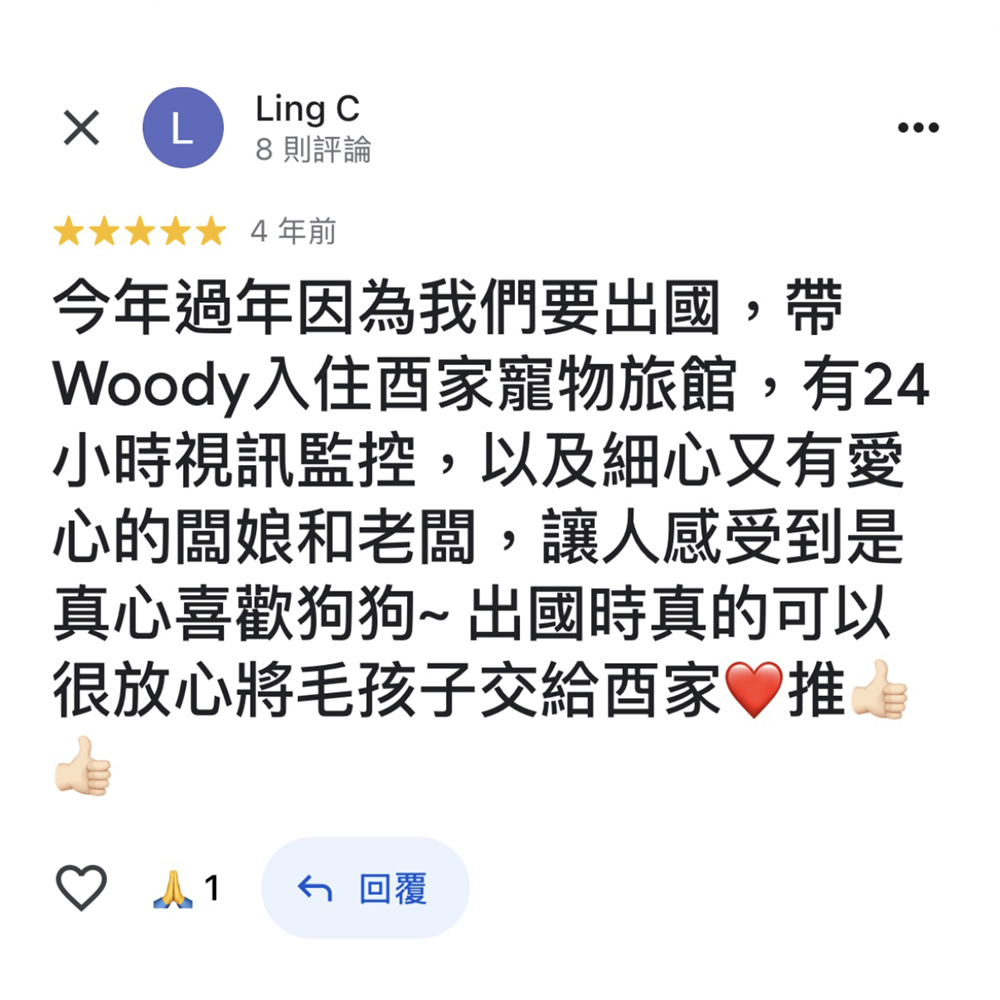 Ling C
8 則評論
4 年前
今年過年因為我們要出國，帶
Woody入住酉家寵物旅館，有24
小時視訊監控，以及細心又有愛
心的闆娘和老闆，讓人感受到是
真心喜歡狗狗~ 出國時真的可以
很放心將毛孩子交給酉家❤️推👍🏻
👍🏻
🙏 1
回覆